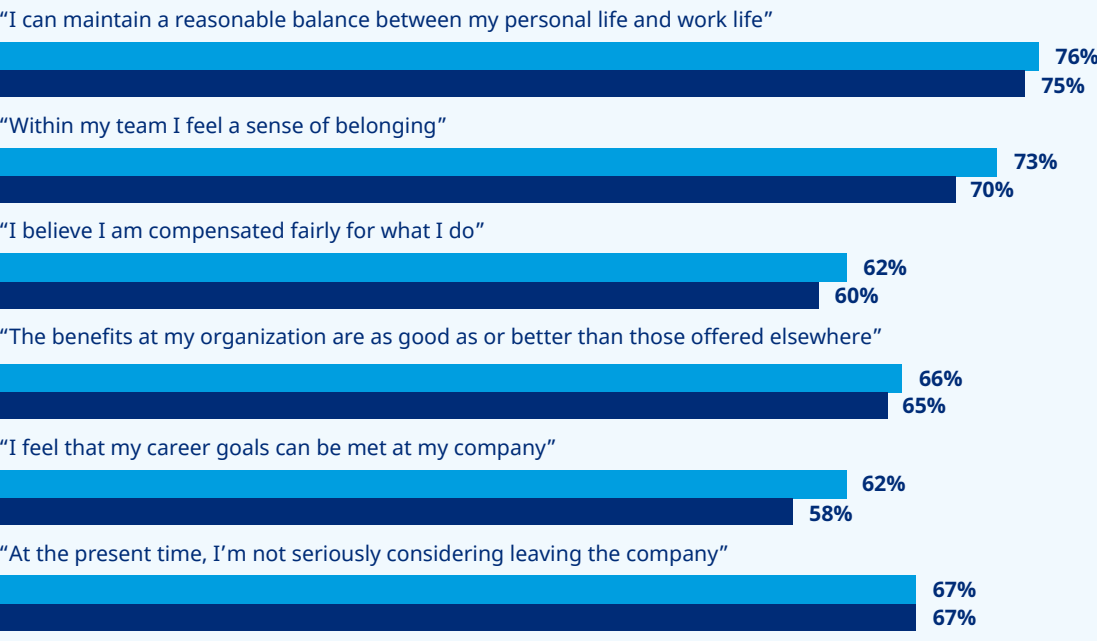 “I can maintain a reasonable balance between my personal life and work life”
76%
75%
“Within my team I feel a sense of belonging”
73%
70%
“I believe I am compensated fairly for what I do”
62%
60%
“The benefits at my organization are as good as or better than those offered elsewhere”
66%
65%
“I feel that my career goals can be met at my company”
62%
58%
“At the present time, I’m not seriously considering leaving the company”
67%
67%